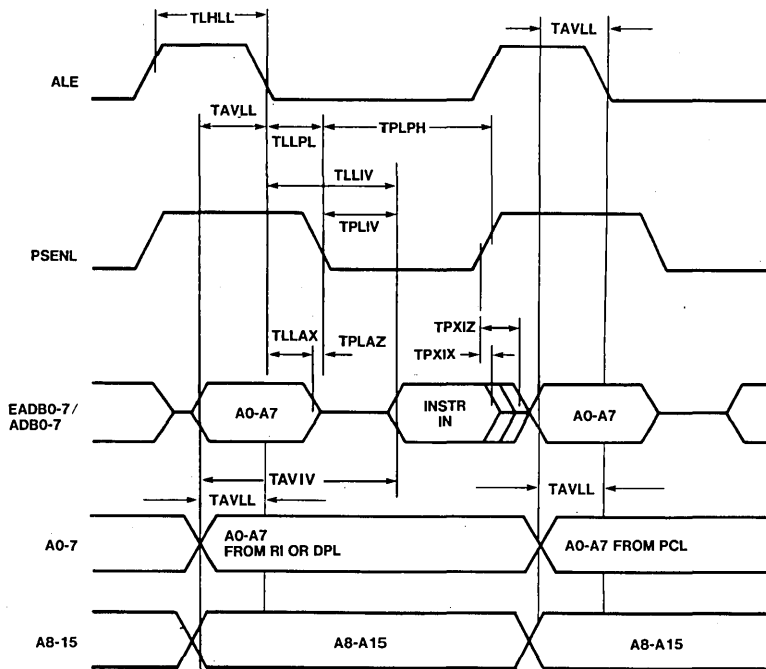 TLHLL
TAVLL
ALE
TAVLL
TLLPL
TPLPH
TLLIV
TPLIV
PSENL
TPXIZ
TLLAX
TPLAZ
TPXIX
EADB0-7/
ADB0-7
A0-A7
INSTR
IN
A0-A7
TAVIV
TAVLL
TAVLL
A0-7
A0-A7
FROM RI OR DPL
A0-A7 FROM PCL
A8-15
A8-A15
A8-A15